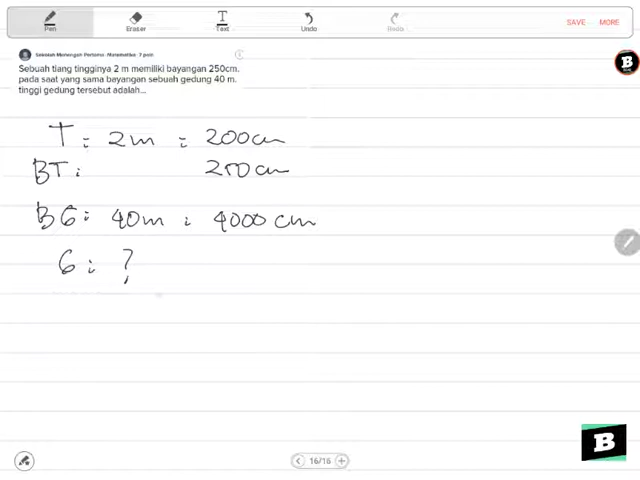 Pen
Eraser
Text
Undo
Redo
SAVE
MORE
Sekolah Menengah Pertama · Matematika · 7 poin
Sebuah tiang tingginya 2 m memiliki bayangan 250cm.
pada saat yang sama bayangan sebuah gedung 40 m.
tinggi gedung tersebut adalah...
T = 2m = 200cm
BT = 250cm
BG = 40m = 4000 cm
G = ?
16/16
B
B